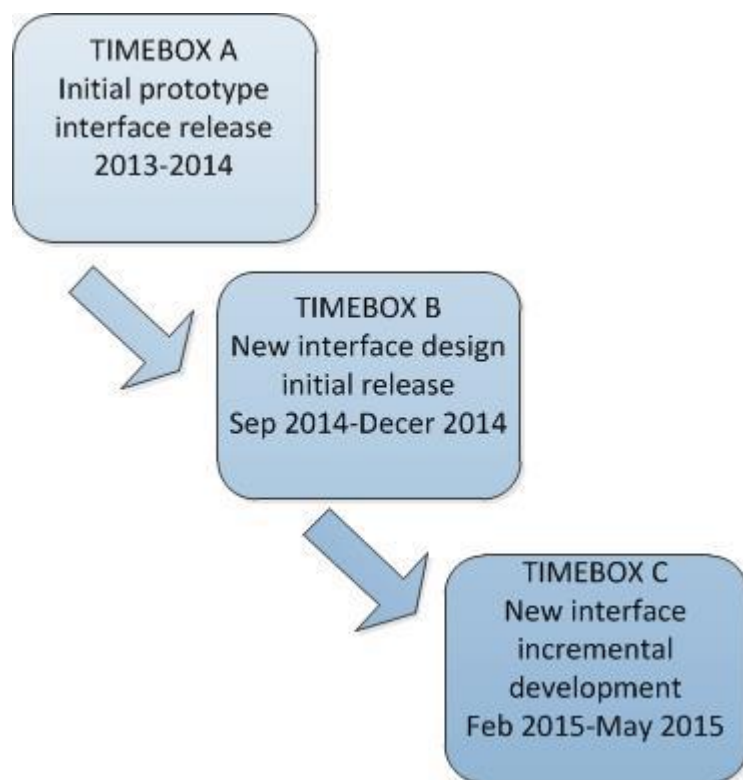 TIMEBOX A
Initial prototype
interface release
2013-2014
TIMEBOX B
New interface design
initial release
Sep 2014-Decer 2014
TIMEBOX C
New interface
incremental
development
Feb 2015-May 2015